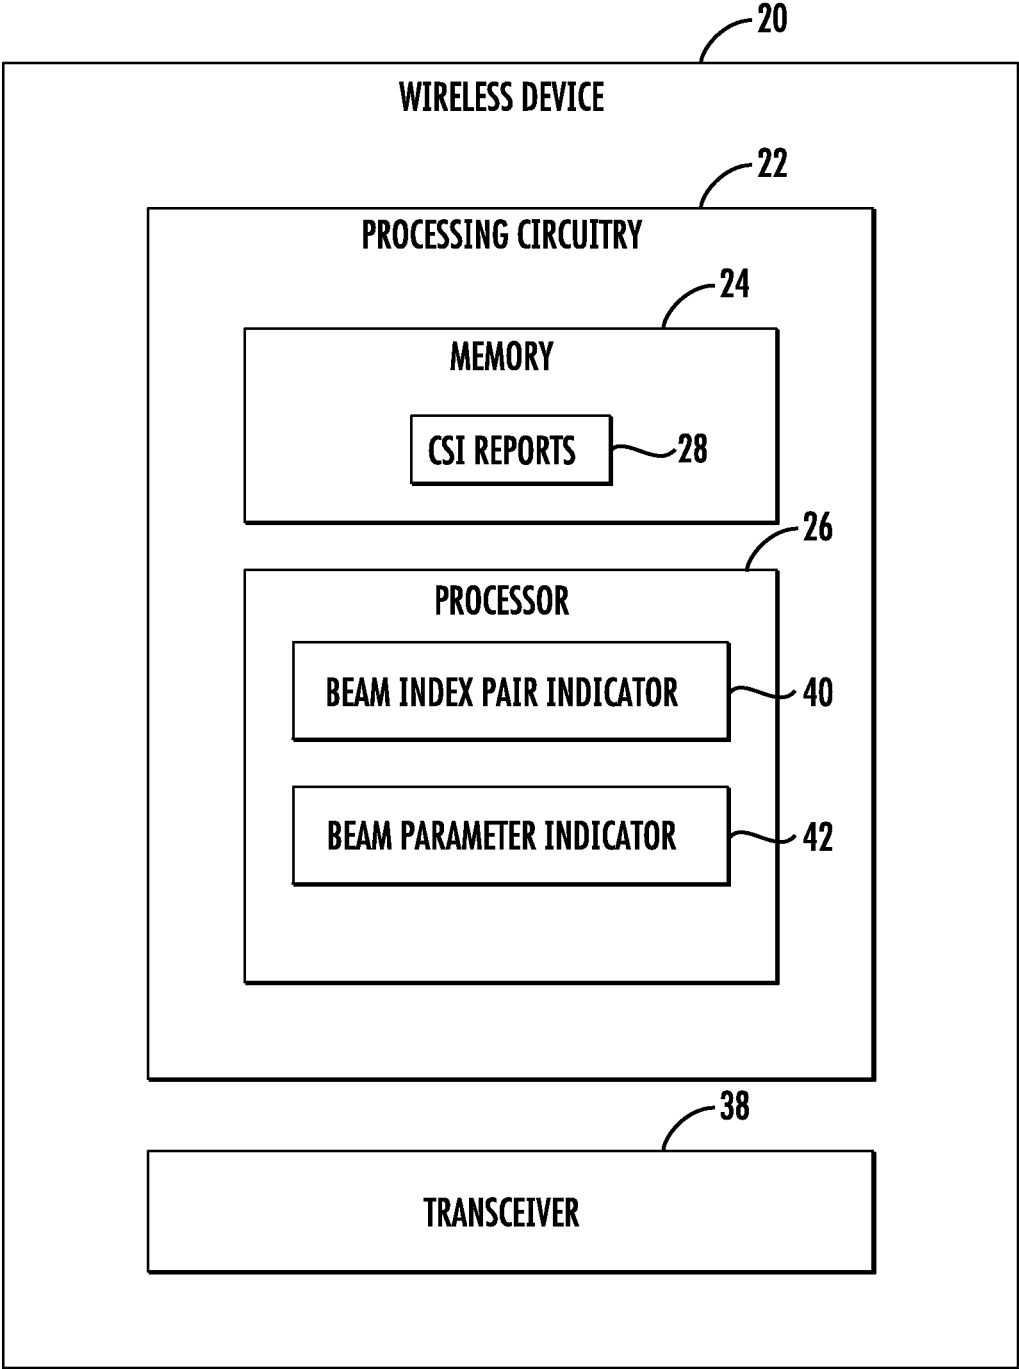 20
WIRELESS DEVICE
22
PROCESSING CIRCUITRY
24
MEMORY
CSI REPORTS
28
26
PROCESSOR
BEAM INDEX PAIR INDICATOR
40
BEAM PARAMETER INDICATOR
42
38
TRANSCEIVER